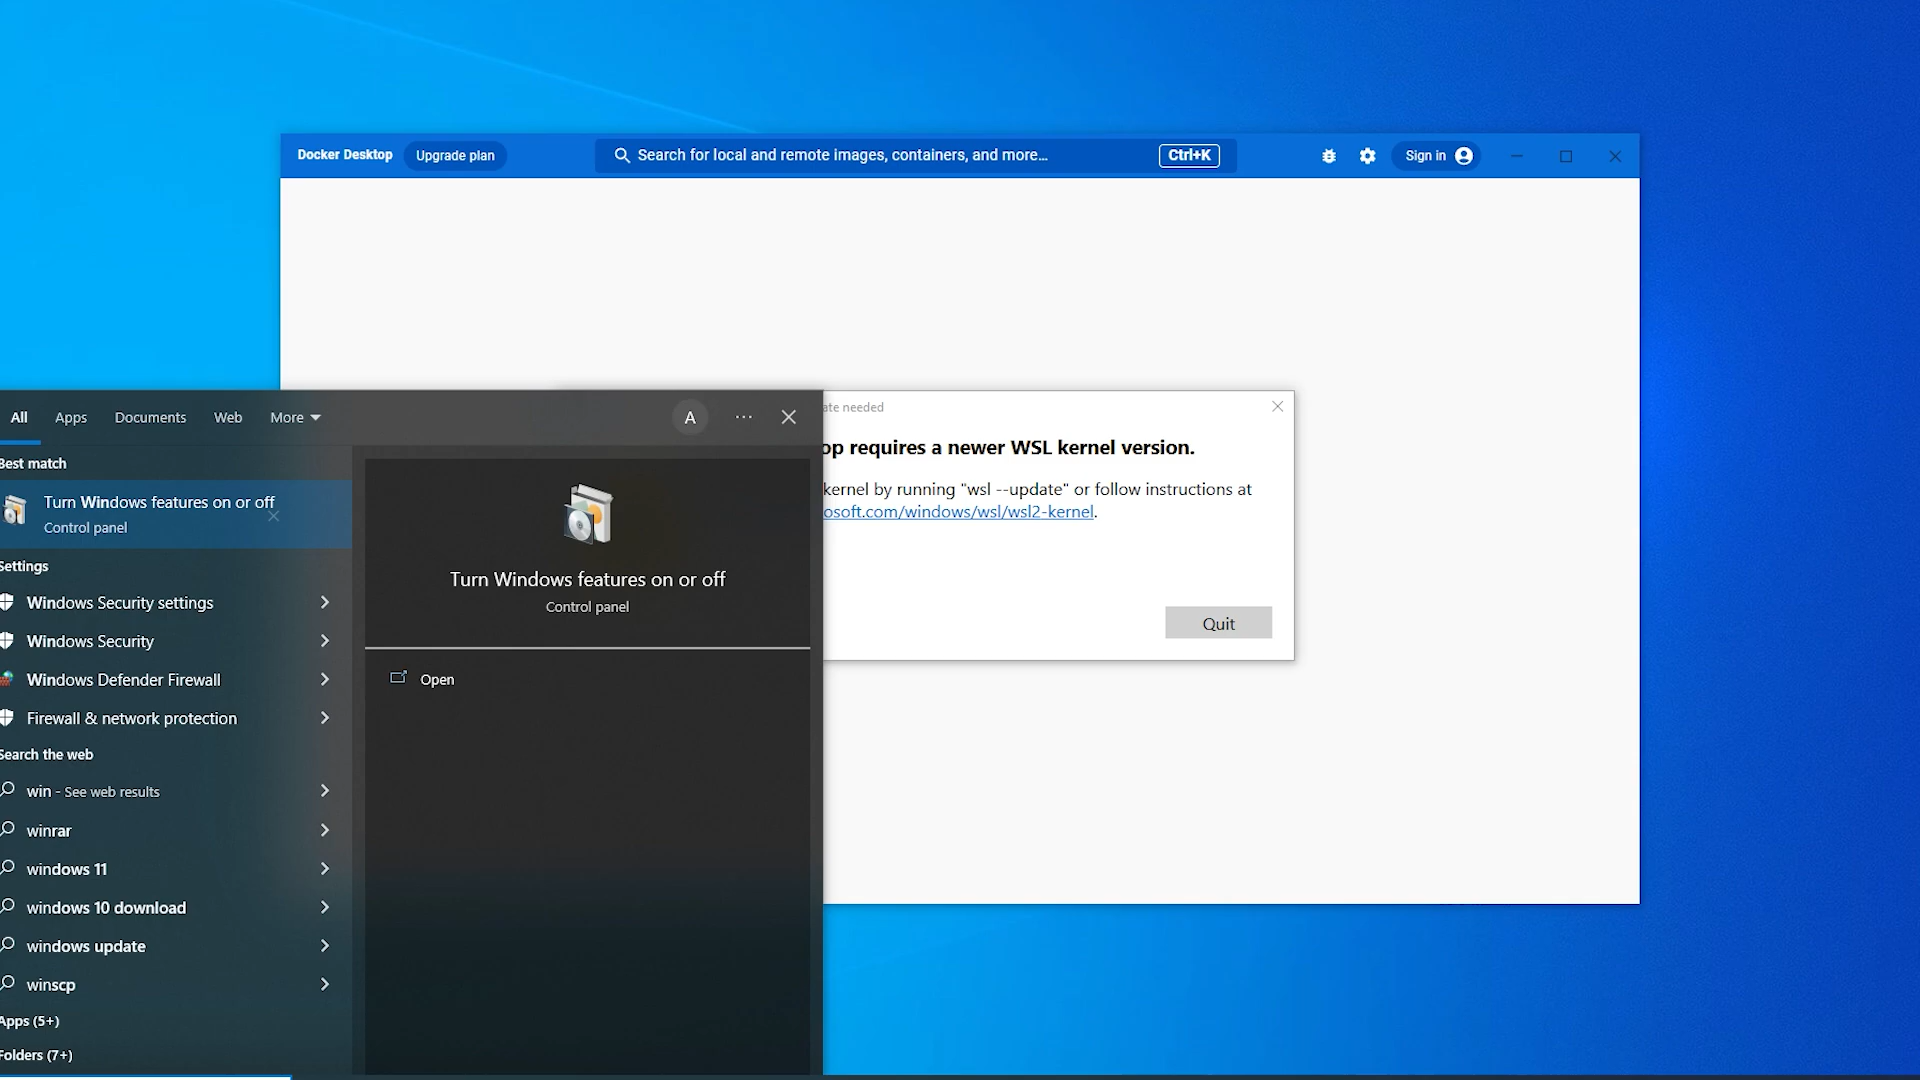 Docker Desktop
Upgrade plan
Search for local and remote images, containers, and more...
Ctrl+K
Sign in
All
Apps
Documents
Web
More
A
Best match
Turn Windows features on or off
Control panel
Settings
Windows Security settings
Windows Security
Windows Defender Firewall
Firewall & network protection
Search the web
win - See web results
winrar
windows 11
windows 10 download
windows update
winscp
Apps (5+)
Folders (7+)
Turn Windows features on or off
Control panel
Open
needed
requires a newer WSL kernel version.
kernel by running "wsl --update" or follow instructions at
osoft.com/windows/wsl/wsl2-kernel.
Quit